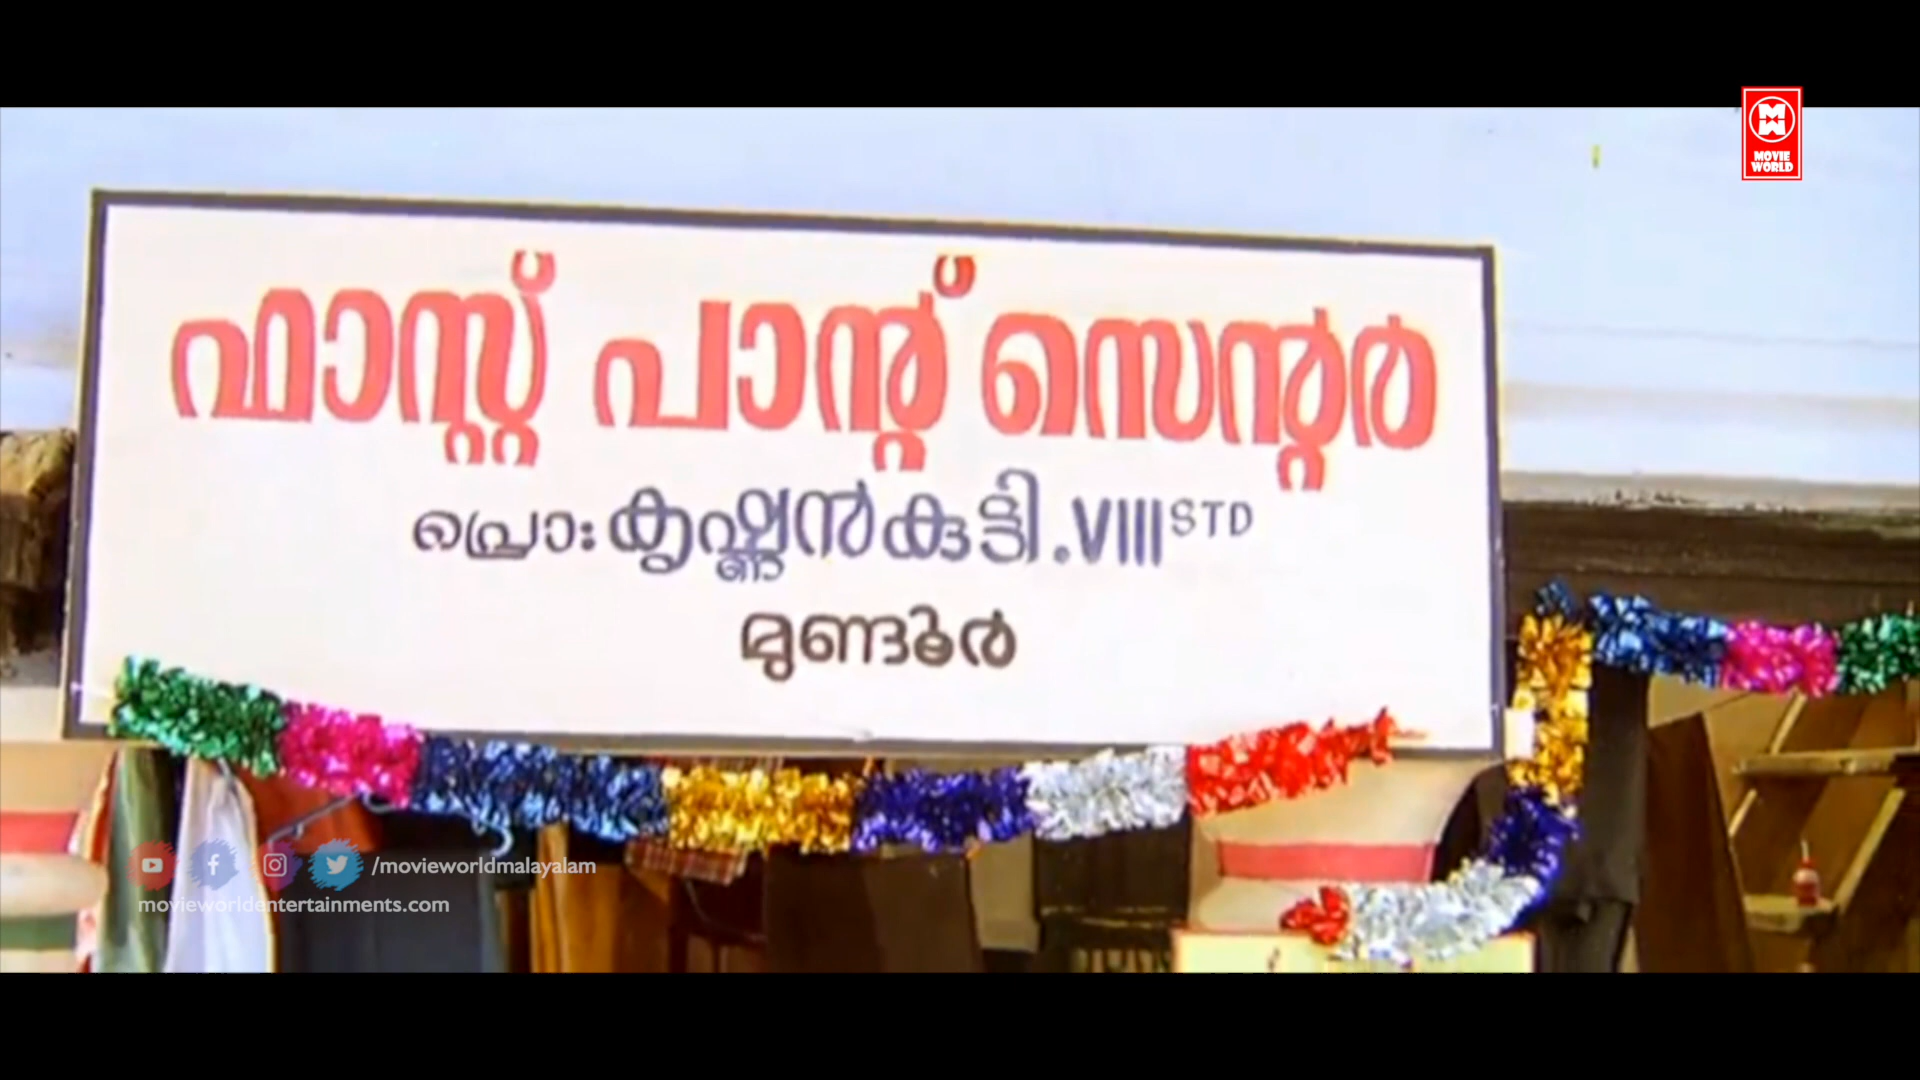 MOVIE
WORLD
ഫാസ്റ്റ് പാന്റ് സെന്റർ
പ്രൊഃ കൃഷ്ണൻകുട്ടി.VIII STD
മുണ്ടൂർ
/movieworldmalayalam
movieworldentertainments.com